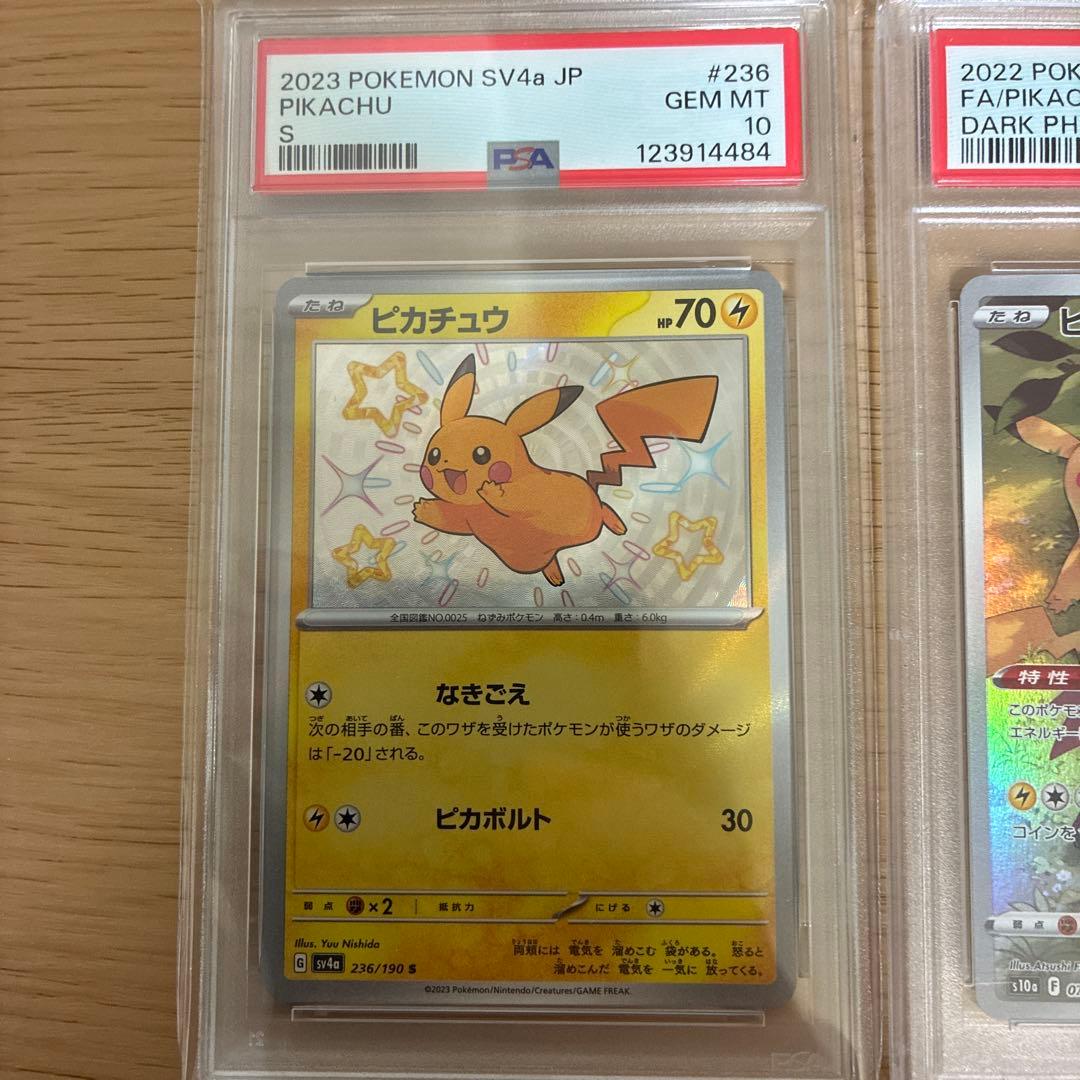 2023 POKEMON SV4a JP
#236
PIKACHU
GEM MT
S
10
PSA
123914484
たね
ピカチュウ
HP70
全国図鑑NO.0025 ねずみポケモン 高さ:0.4m 重さ:6.0kg
なきごえ
次の相手の番、このワザを受けたポケモンが使うワザのダメージ
は「-20」される。
ピカボルト
30
弱点
×2
抵抗力
にげる
Illus. Yuu Nishida
両頬には 電気を 溜めこむ 袋がある。 怒ると
溜めこんだ 電気を 一気に 放ってくる。
G sv4a 236/190 S
©2023 Pokémon/Nintendo/Creatures/GAME FREAK.
2022 POK
FA/PIKAC
DARK PH
たね
特性
このポケモ
エネルギー
コインを
弱点
Illus.Atsushi F
s10a F 07